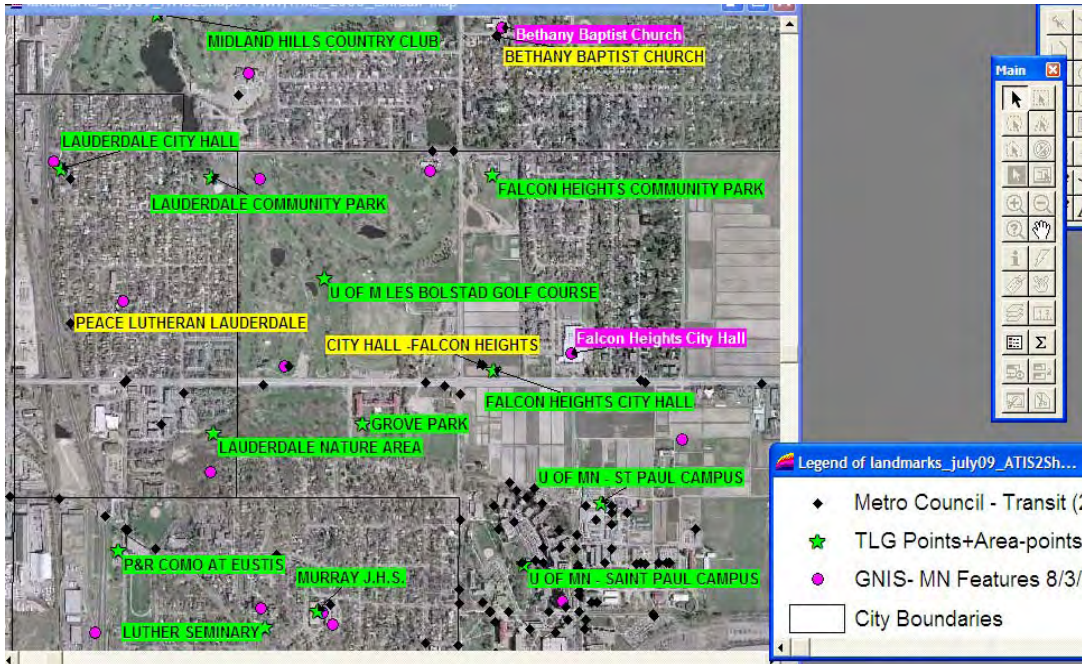 MIDLAND HILLS COUNTRY CLUB
Bethany Baptist Church
BETHANY BAPTIST CHURCH
Main
LAUDERDALE CITY HALL
FALCON HEIGHTS COMMUNITY PARK
LAUDERDALE COMMUNITY PARK
U OF M LES BOLSTAD GOLF COURSE
PEACE LUTHERAN LAUDERDALE
CITY HALL -FALCON HEIGHTS
Falcon Heights City Hall
FALCON HEIGHTS CITY HALL
GROVE PARK
LAUDERDALE NATURE AREA
U OF MN - ST PAUL CAMPUS
P&R COMO AT EUSTIS
MURRAY J.H.S.
U OF MN - SAINT PAUL CAMPUS
LUTHER SEMINARY
Legend of landmarks_july09_ATIS2Sh...
Metro Council - Transit (2
TLG Points+Area-points
GNIS- MN Features 8/3/
City Boundaries